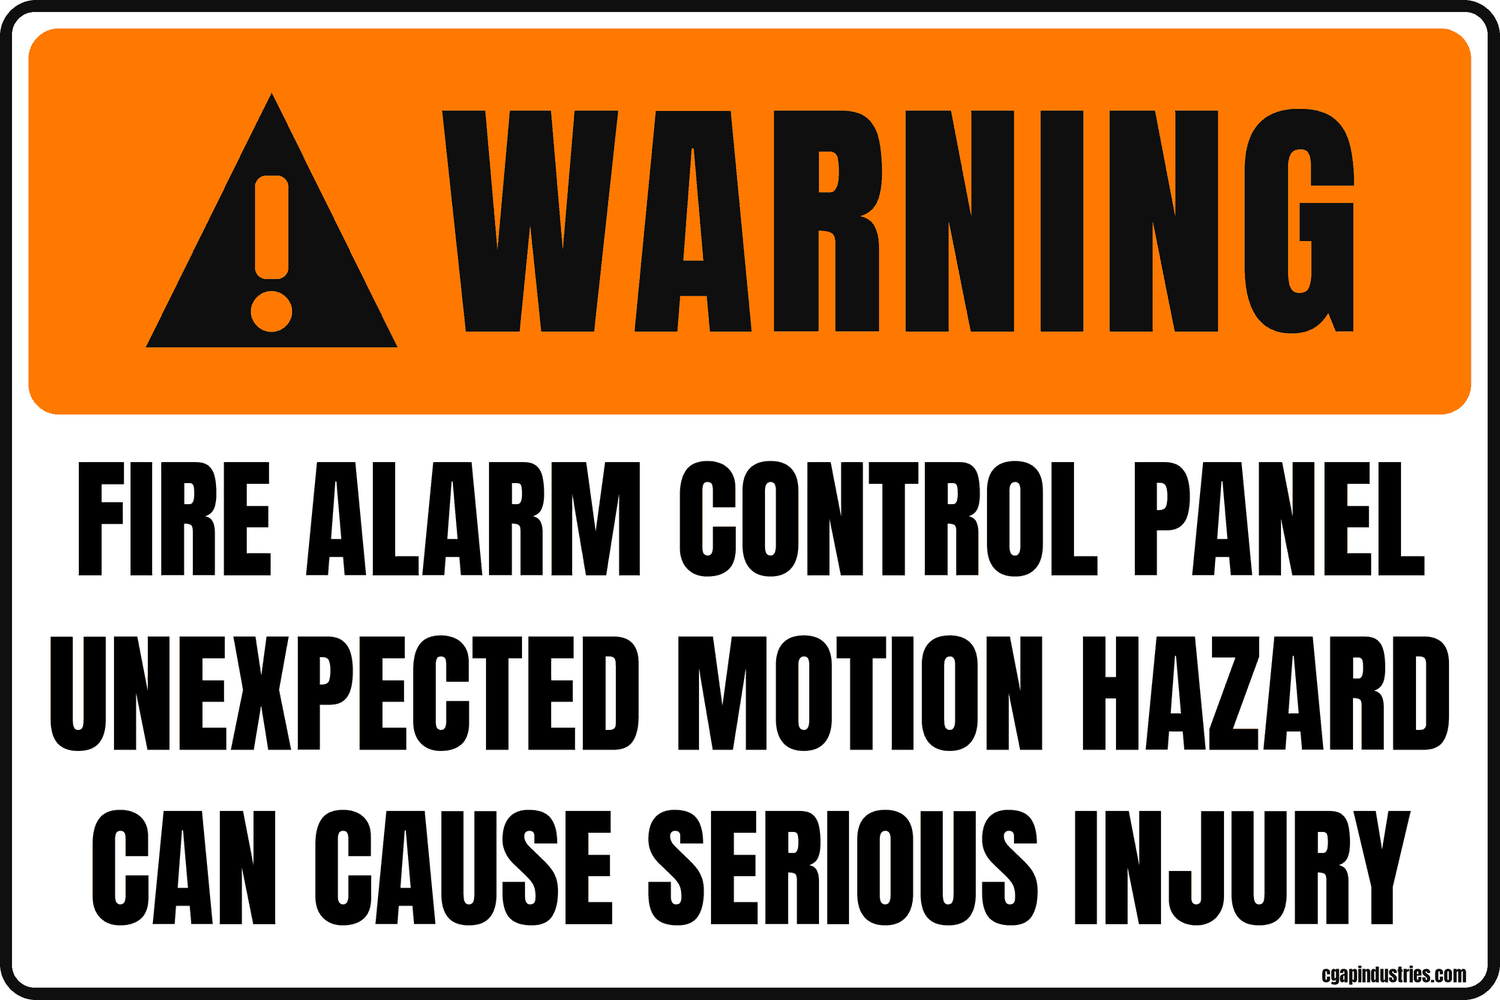 WARNING
FIRE ALARM CONTROL PANEL
UNEXPECTED MOTION HAZARD
CAN CAUSE SERIOUS INJURY
cgapindustries.com